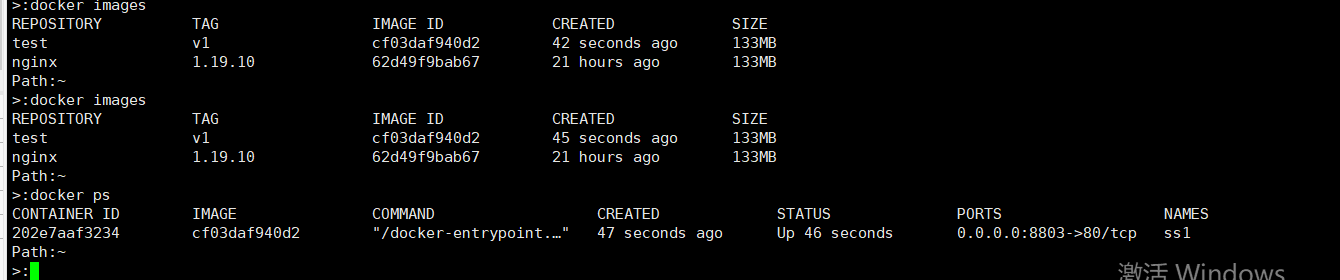 >:docker images
REPOSITORY TAG IMAGE ID CREATED SIZE
test v1 cf03daf940d2 42 seconds ago 133MB
nginx 1.19.10 62d49f9bab67 21 hours ago 133MB
Path:~
>:docker images
REPOSITORY TAG IMAGE ID CREATED SIZE
test v1 cf03daf940d2 45 seconds ago 133MB
nginx 1.19.10 62d49f9bab67 21 hours ago 133MB
Path:~
>:docker ps
CONTAINER ID IMAGE COMMAND CREATED STATUS PORTS NAMES
202e7aaf3234 cf03daf940d2 "/docker-entrypoint.…" 47 seconds ago Up 46 seconds 0.0.0.0:8803->80/tcp ss1
Path:~
>:
激活 Windows